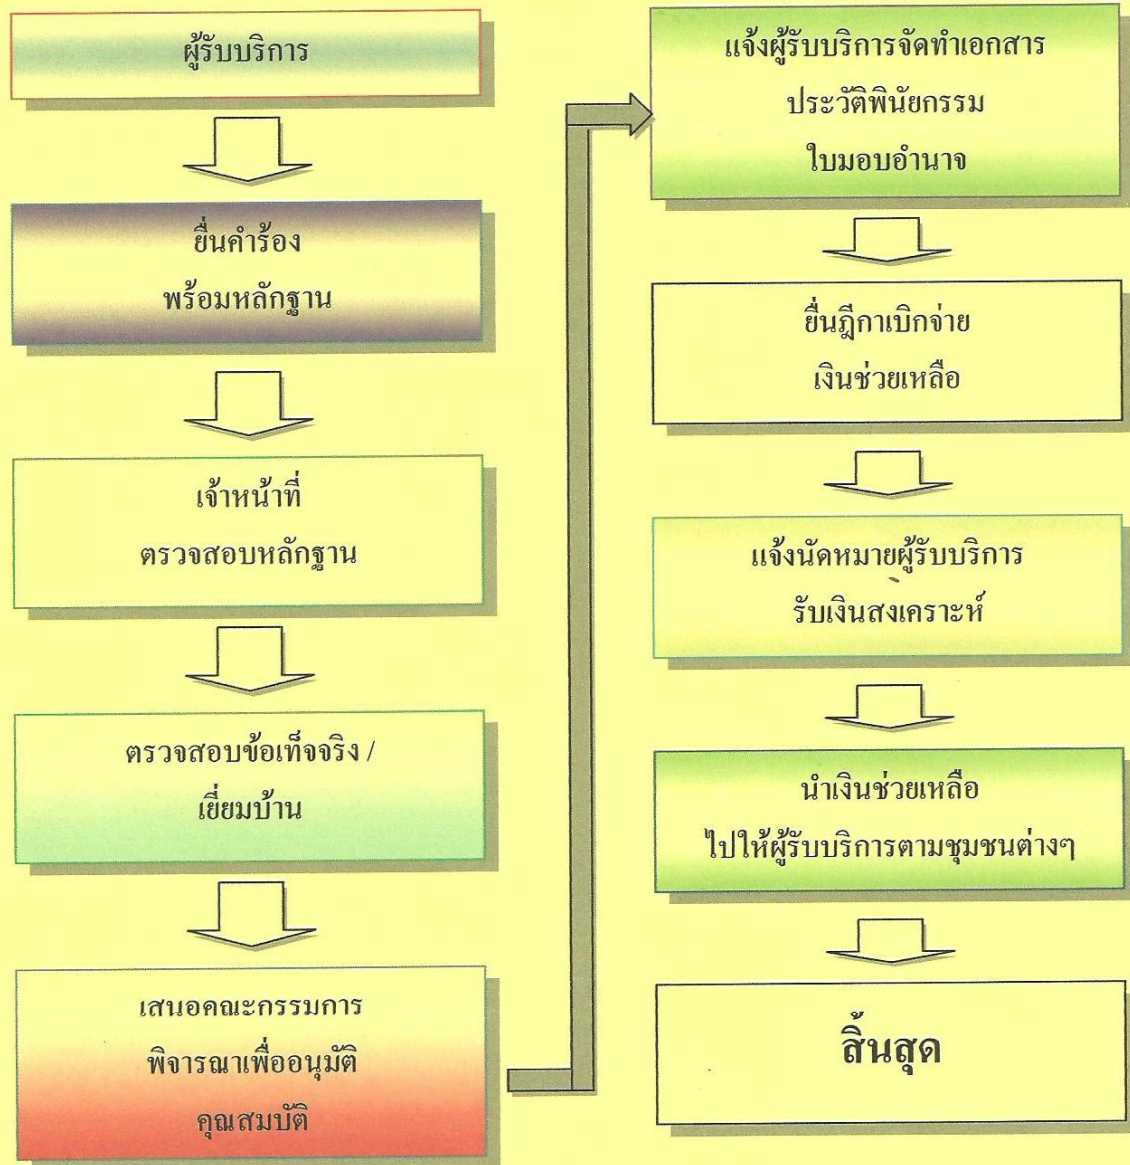 ผู้รับบริการ
ยื่นคำร้อง
พร้อมหลักฐาน
เจ้าหน้าที่
ตรวจสอบหลักฐาน
ตรวจสอบข้อเท็จจริง /
เยี่ยมบ้าน
เสนอคณะกรรมการ
พิจารณาเพื่ออนุมัติ
คุณสมบัติ
แจ้งผู้รับบริการจัดทำเอกสาร
ประวัติพินัยกรรม
ใบมอบอำนาจ
ยื่นฎีกาเบิกจ่าย
เงินช่วยเหลือ
แจ้งนัดหมายผู้รับบริการ
รับเงินสงเคราะห์
นำเงินช่วยเหลือ
ไปให้ผู้รับบริการตามชุมชนต่างๆ
สิ้นสุด